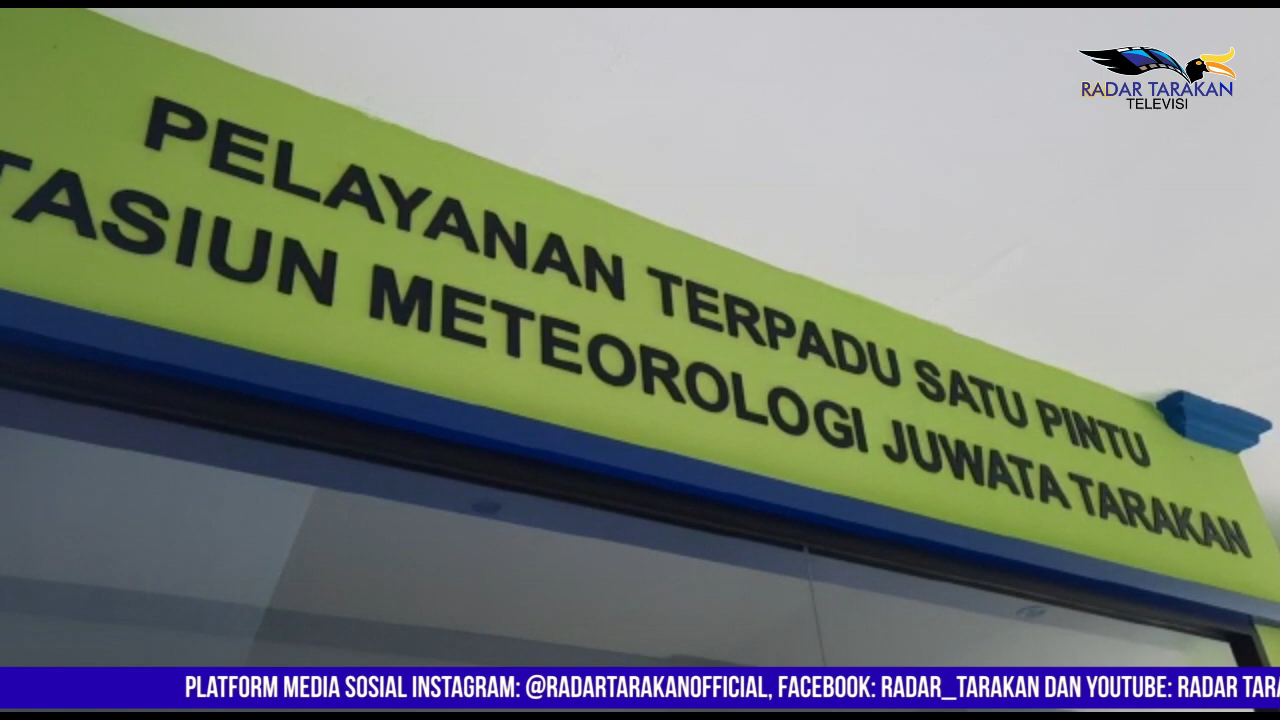 RADAR TARAKAN
TELEVISI
PELAYANAN TERPADU SATU PINTU
TASIUN METEOROLOGI JUWATA TARAKAN
PLATFORM MEDIA SOSIAL INSTAGRAM: @RADARTARAKANOFFICIAL, FACEBOOK: RADAR_TARAKAN DAN YOUTUBE: RADAR TARA